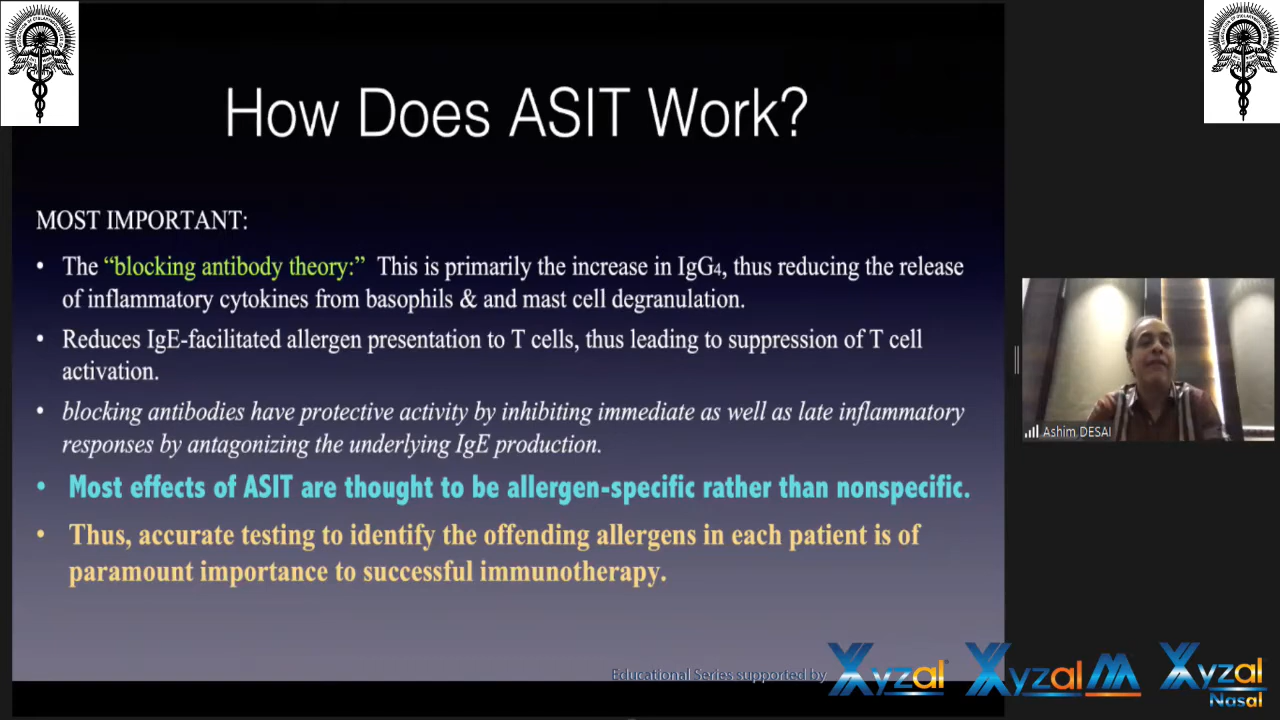 How Does ASIT Work?
MOST IMPORTANT:
• The “blocking antibody theory:” This is primarily the increase in IgG4, thus reducing the release
of inflammatory cytokines from basophils & and mast cell degranulation.
• Reduces IgE-facilitated allergen presentation to T cells, thus leading to suppression of T cell
activation.
• blocking antibodies have protective activity by inhibiting immediate as well as late inflammatory
responses by antagonizing the underlying IgE production.
• Most effects of ASIT are thought to be allergen-specific rather than nonspecific.
• Thus, accurate testing to identify the offending allergens in each patient is of
paramount importance to successful immunotherapy.
Ashim DESAI
Educational Series supported by
Xyzal
Xyzal M
Xyzal
Nasal